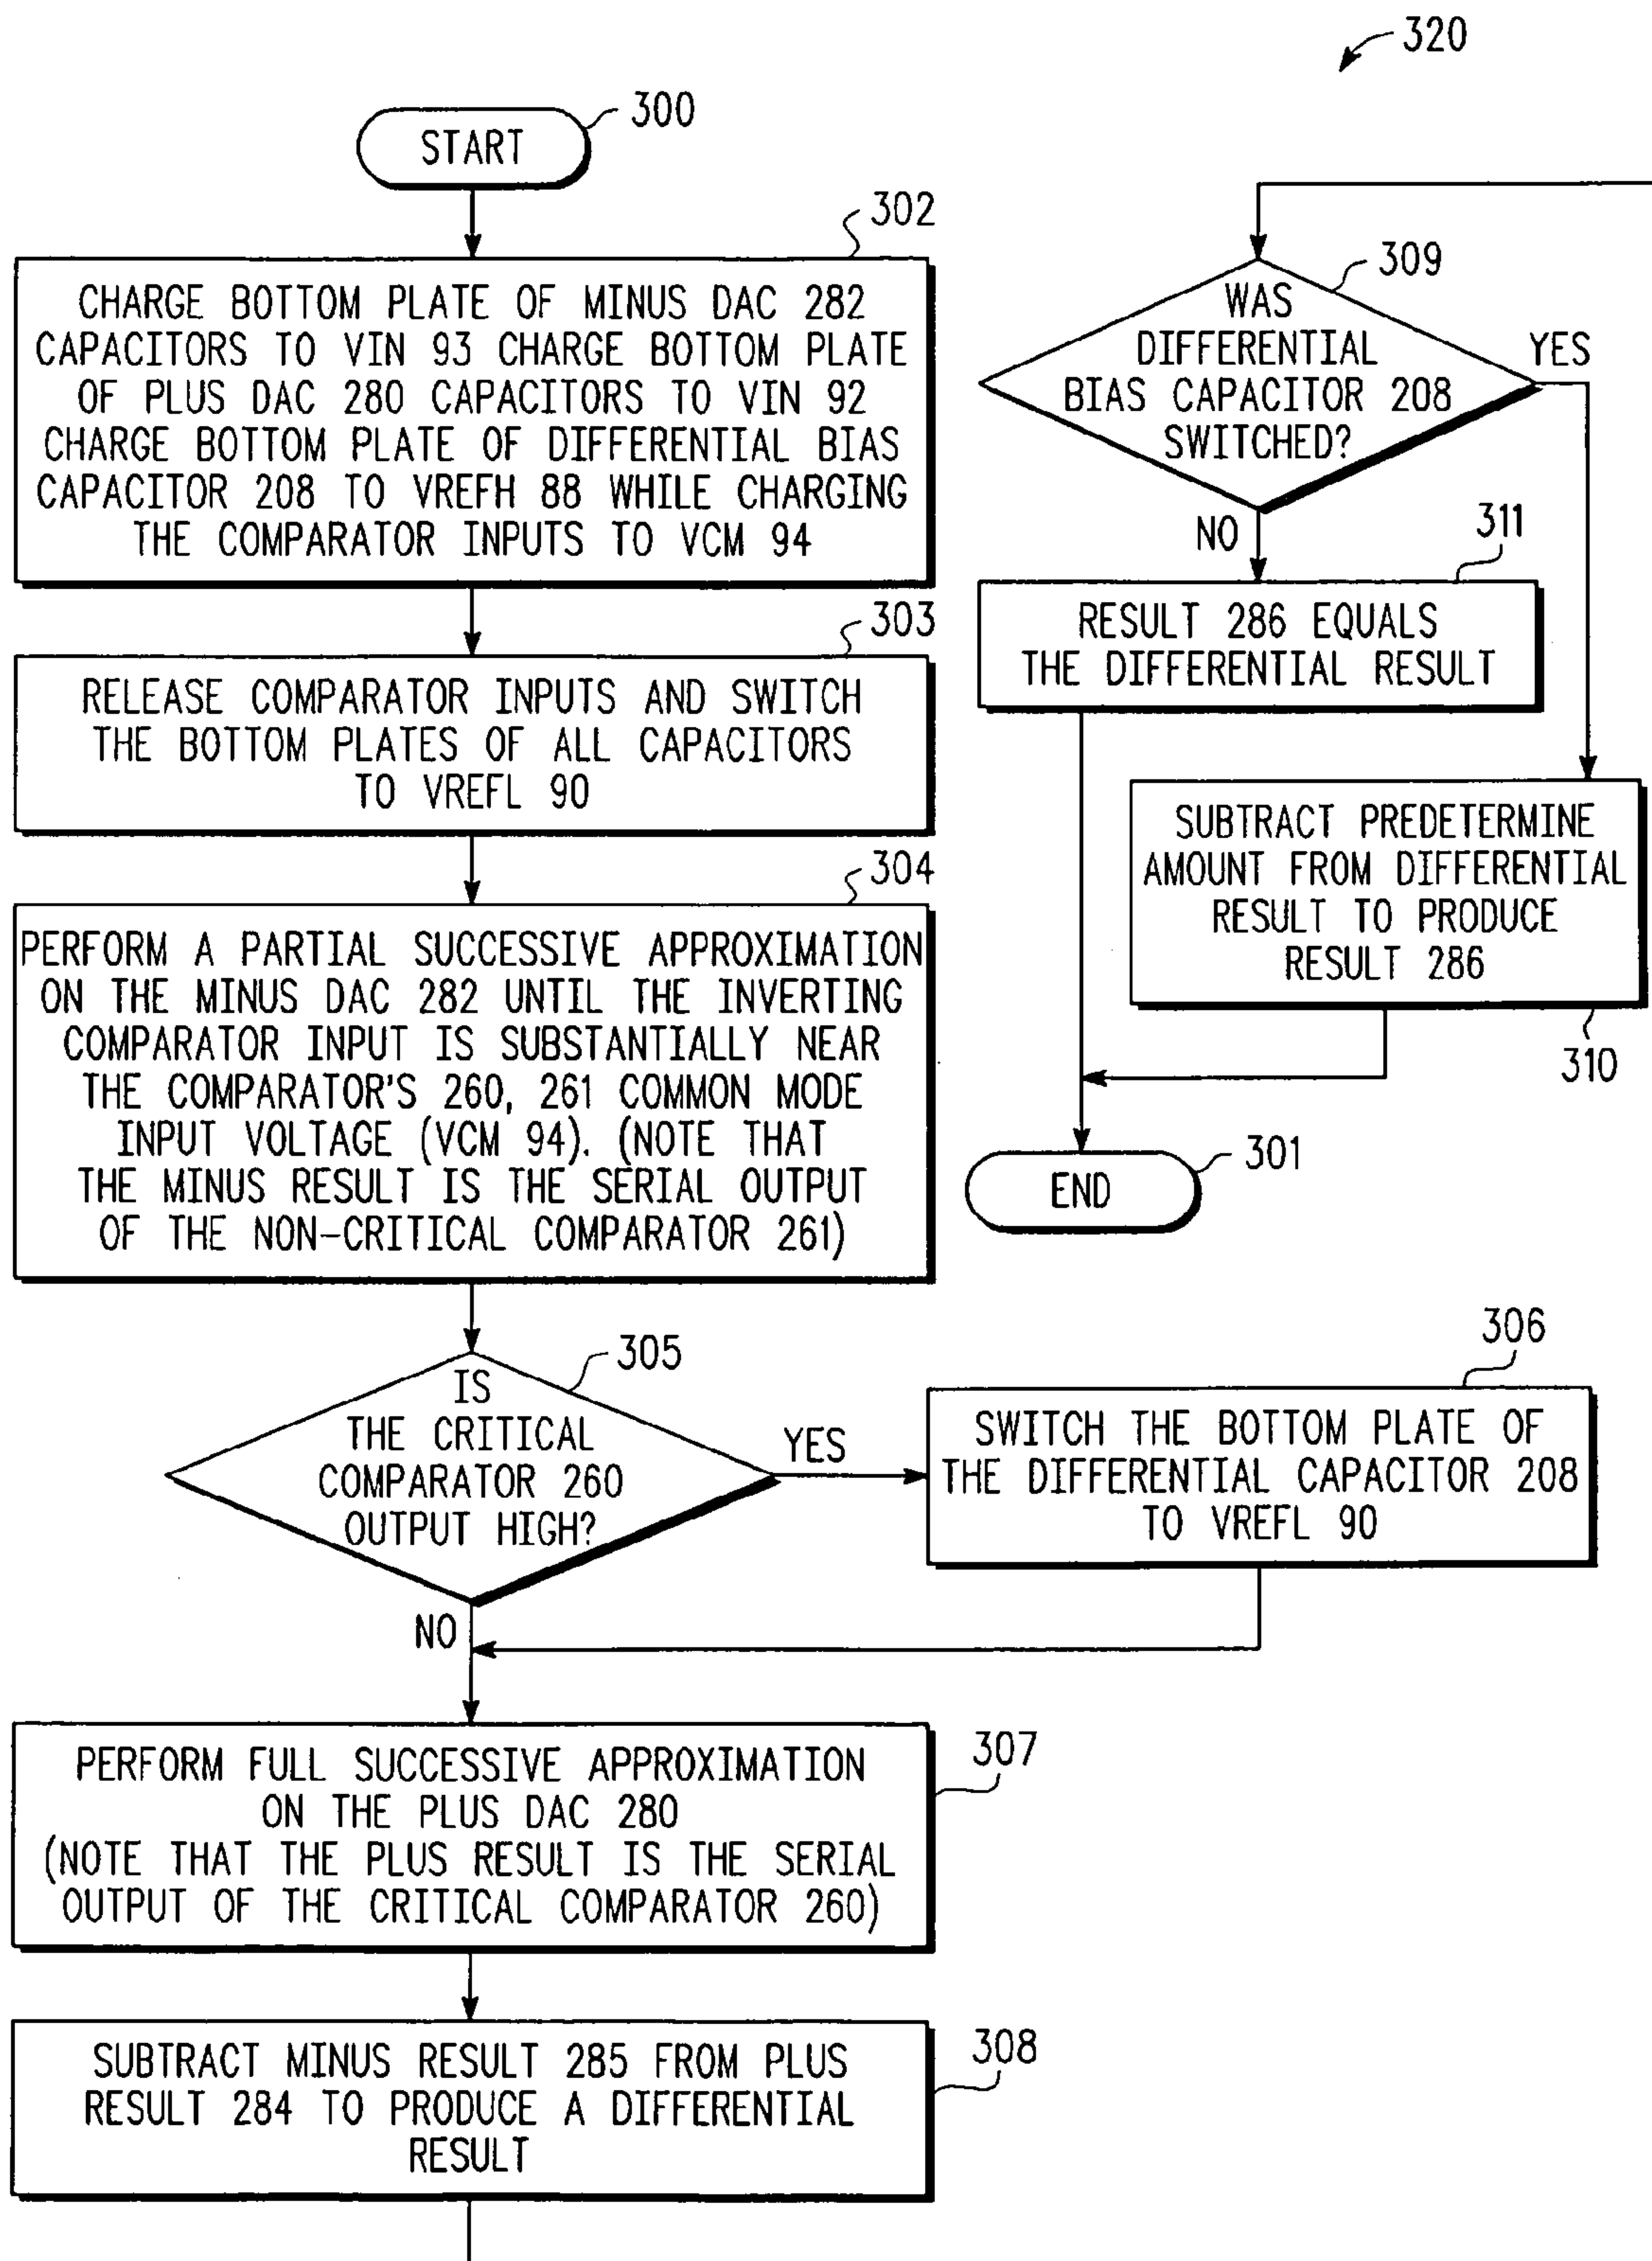 320
START
300
302
CHARGE BOTTOM PLATE OF MINUS DAC 282
CAPACITORS TO VIN 93 CHARGE BOTTOM PLATE
OF PLUS DAC 280 CAPACITORS TO VIN 92
CHARGE BOTTOM PLATE OF DIFFERENTIAL BIAS
CAPACITOR 208 TO VREFH 88 WHILE CHARGING
THE COMPARATOR INPUTS TO VCM 94
303
RELEASE COMPARATOR INPUTS AND SWITCH
THE BOTTOM PLATES OF ALL CAPACITORS
TO VREFL 90
304
PERFORM A PARTIAL SUCCESSIVE APPROXIMATION
ON THE MINUS DAC 282 UNTIL THE INVERTING
COMPARATOR INPUT IS SUBSTANTIALLY NEAR
THE COMPARATOR'S 260, 261 COMMON MODE
INPUT VOLTAGE (VCM 94). (NOTE THAT
THE MINUS RESULT IS THE SERIAL OUTPUT
OF THE NON-CRITICAL COMPARATOR 261)
305
IS
THE CRITICAL
COMPARATOR 260
OUTPUT HIGH?
YES
NO
306
SWITCH THE BOTTOM PLATE OF
THE DIFFERENTIAL CAPACITOR 208
TO VREFL 90
307
PERFORM FULL SUCCESSIVE APPROXIMATION
ON THE PLUS DAC 280
(NOTE THAT THE PLUS RESULT IS THE SERIAL
OUTPUT OF THE CRITICAL COMPARATOR 260)
308
SUBTRACT MINUS RESULT 285 FROM PLUS
RESULT 284 TO PRODUCE A DIFFERENTIAL
RESULT
309
WAS
DIFFERENTIAL
BIAS CAPACITOR 208
SWITCHED?
YES
NO
311
RESULT 286 EQUALS
THE DIFFERENTIAL RESULT
SUBTRACT PREDETERMINE
AMOUNT FROM DIFFERENTIAL
RESULT TO PRODUCE
RESULT 286
310
301
END